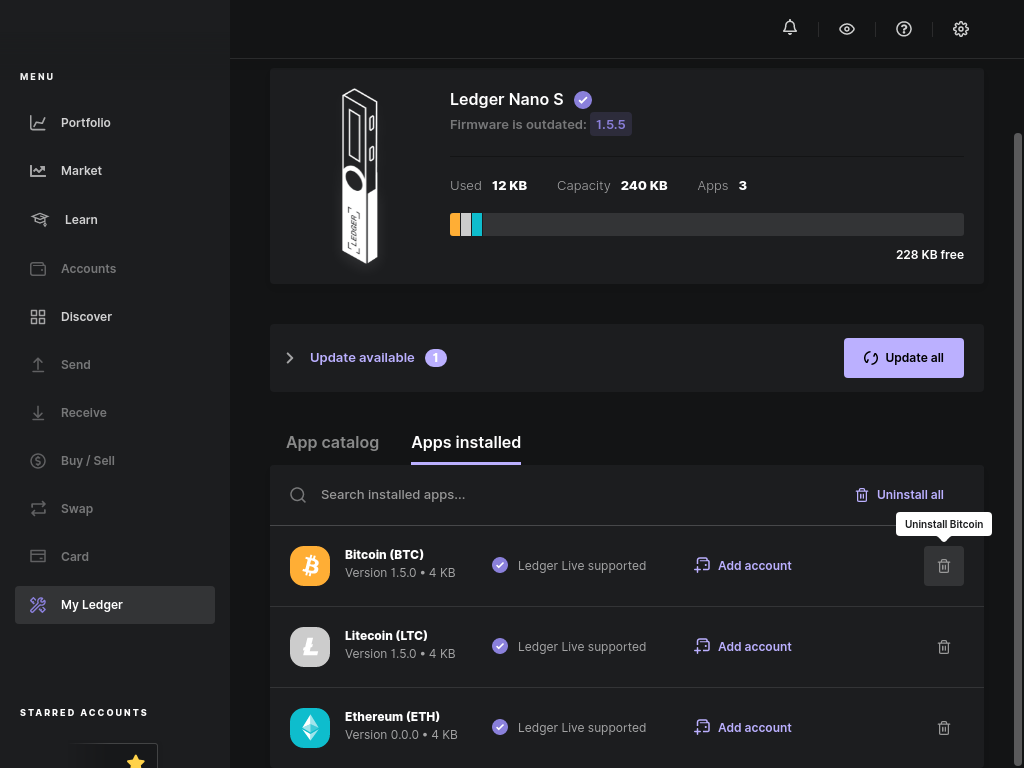 MENU
Portfolio
Market
Learn
Accounts
Discover
Send
Receive
Buy / Sell
Swap
Card
My Ledger
STARRED ACCOUNTS
LEDGER
Ledger Nano S
Firmware is outdated: 1.5.5
Used 12 KB Capacity 240 KB Apps 3
228 KB free
Update available 1
Update all
App catalog Apps installed
Search installed apps...
Uninstall all
Uninstall Bitcoin
Bitcoin (BTC)
Version 1.5.0 • 4 KB
Ledger Live supported
Add account
Litecoin (LTC)
Version 1.5.0 • 4 KB
Ledger Live supported
Add account
Ethereum (ETH)
Version 0.0.0 • 4 KB
Ledger Live supported
Add account